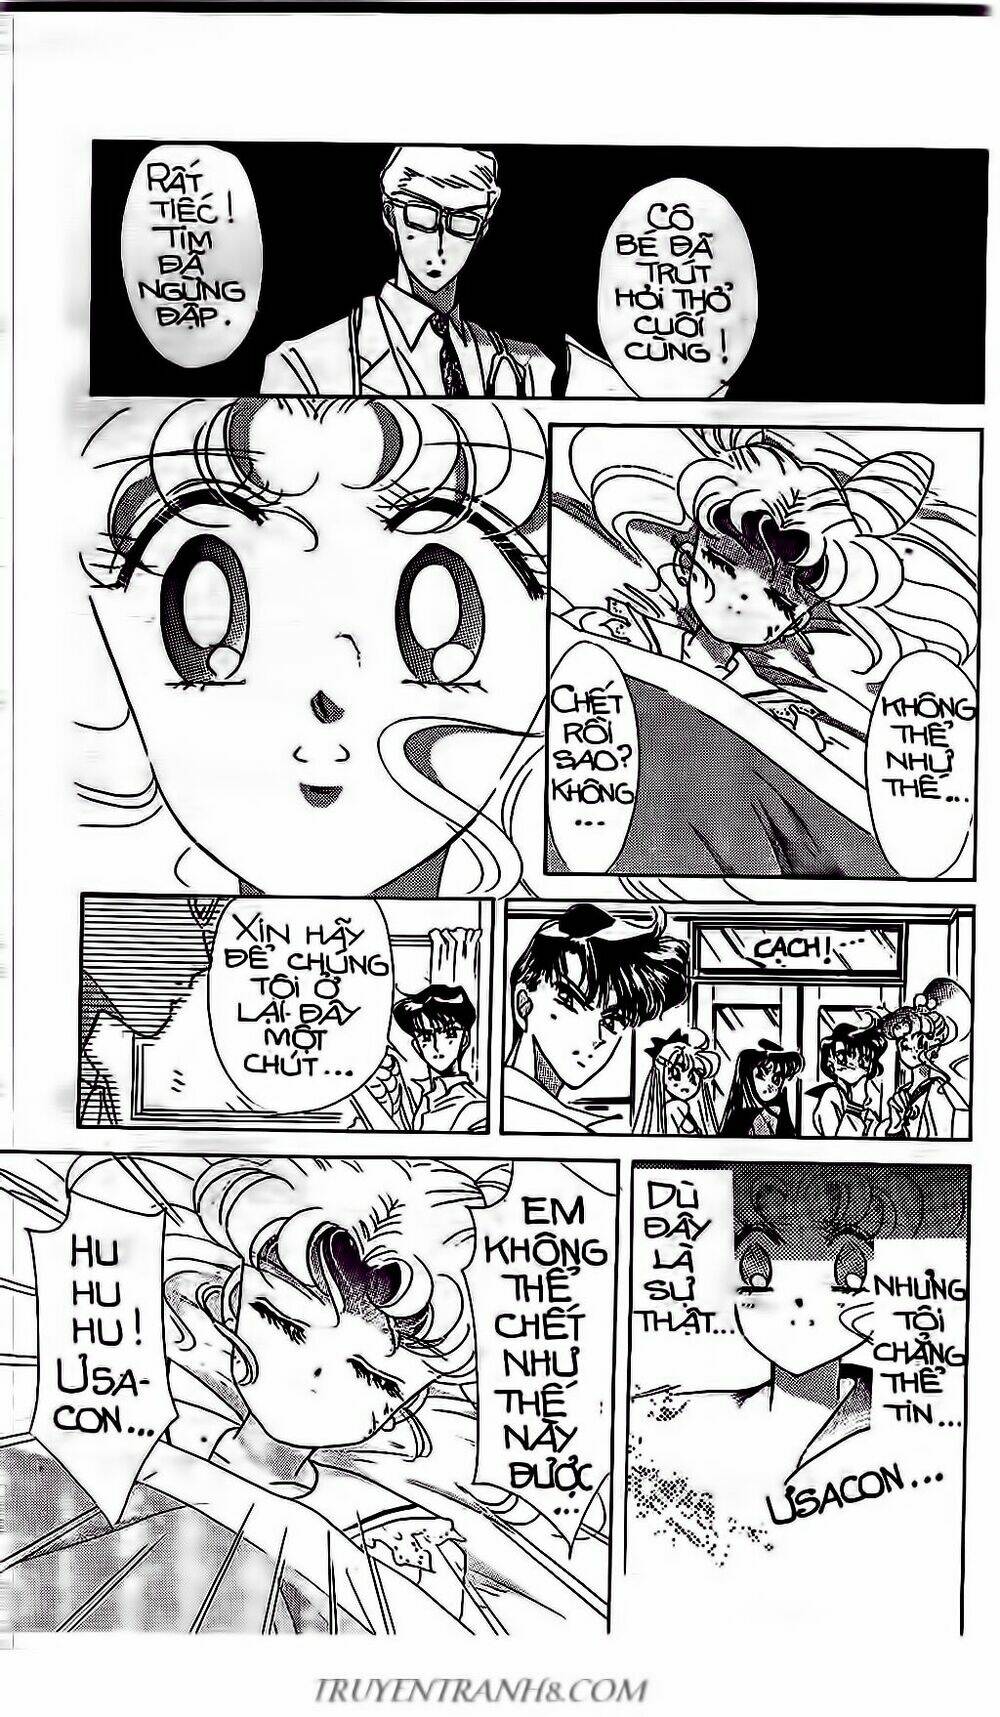 CÔ
BÉ ĐÃ
TRÚT
HƠI THỞ
CUỐI
CÙNG!
RẤT
TIẾC!
TIM
ĐÃ
NGỪNG
ĐẬP.
KHÔNG
THỂ
NHƯ
THẾ...
CHẾT
RỒI
SAO?
KHÔNG
...
CẠCH!...
XIN HÃY
ĐỂ CHÚNG
TÔI Ở
LẠI ĐÂY
MỘT
CHÚT...
DÙ
ĐÂY
LÀ
SỰ
THẬT...
NHƯNG
TÔI
CHẲNG
THỂ
TIN...
ƯSACON...
EM
KHÔNG
THỂ
CHẾT
NHƯ
THẾ
NÀY
ĐƯỢC
...
HU
HU
HU!
ƯSA-
CON...
TRUYENTRANH8.COM